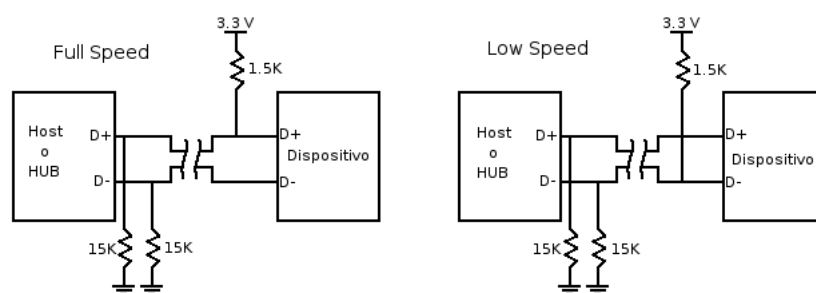 Full Speed
3.3 V
1.5K
Host
o
HUB
D+
D-
D+
Dispositivo
D-
15K
15K
Low Speed
3.3 V
1.5K
Host
o
HUB
D+
D-
D+
Dispositivo
D-
15K
15K